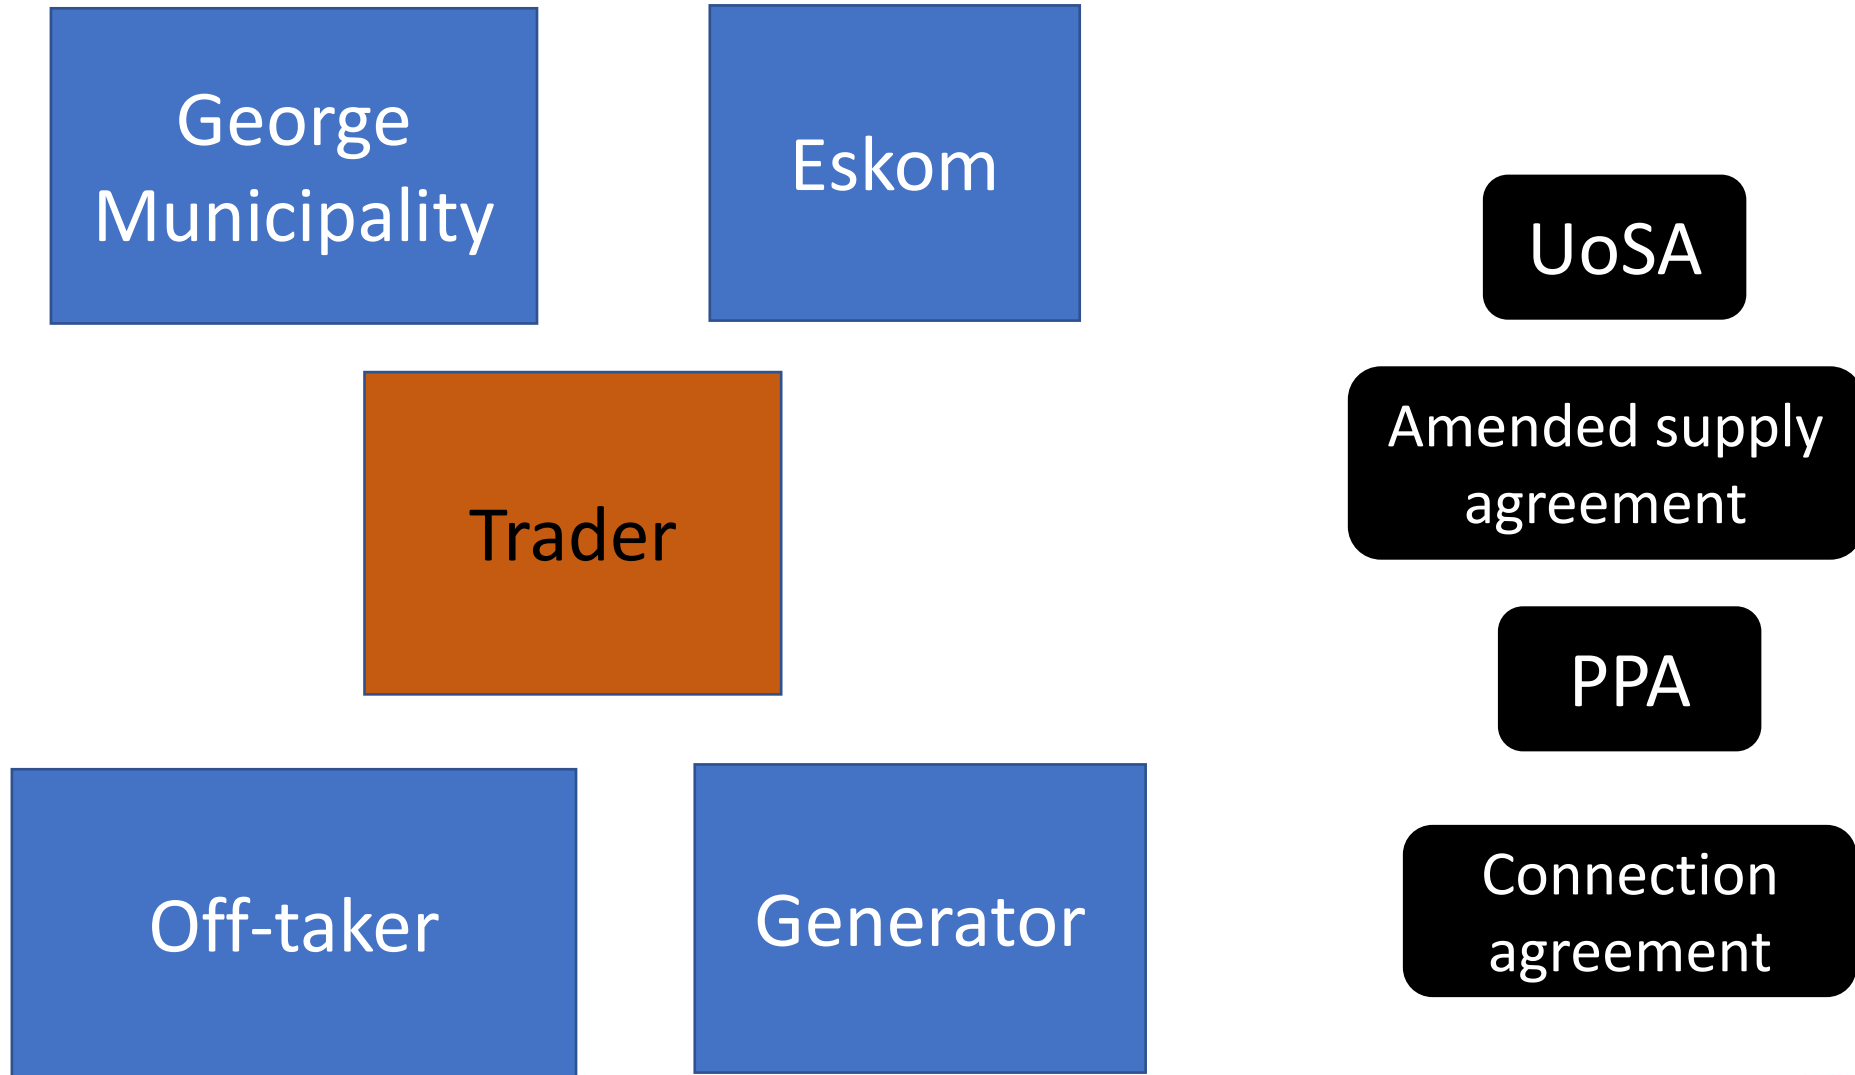 George
Municipality
Eskom
Trader
Off-taker
Generator
UoSA
Amended supply
agreement
PPA
Connection
agreement